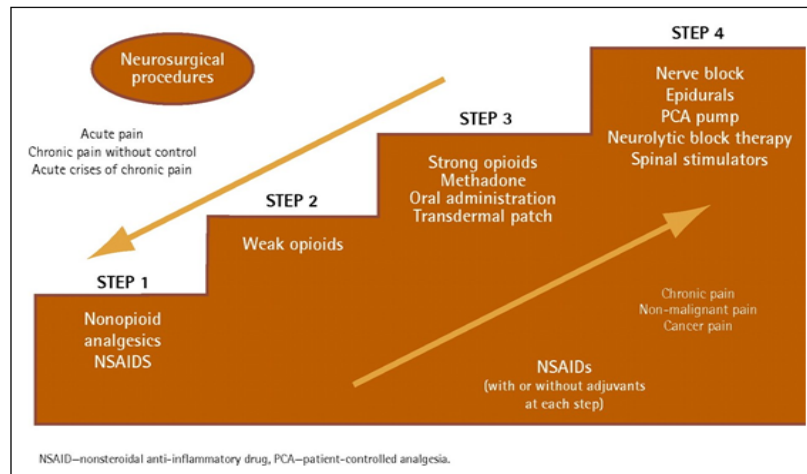 Neurosurgical
procedures
Acute pain
Chronic pain without control
Acute crises of chronic pain
STEP 1
Nonopioid
analgesics
NSAIDS
STEP 2
Weak opioids
STEP 3
Strong opioids
Methadone
Oral administration
Transdermal patch
STEP 4
Nerve block
Epidurals
PCA pump
Neurolytic block therapy
Spinal stimulators
Chronic pain
Non-malignant pain
Cancer pain
NSAIDs
(with or without adjuvants
at each step)
NSAID—nonsteroidal anti-inflammatory drug, PCA—patient-controlled analgesia.